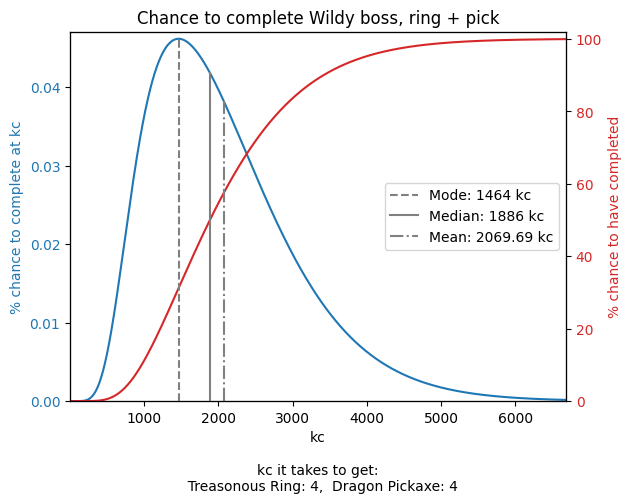 Chance to complete Wildy boss, ring + pick
% chance to complete at kc
0.04
0.03
0.02
0.01
0.00
100
80
60
40
20
0
% chance to have completed
Mode: 1464 kc
Median: 1886 kc
Mean: 2069.69 kc
1000 2000 3000 4000 5000 6000
kc
kc it takes to get:
Treasonous Ring: 4,  Dragon Pickaxe: 4